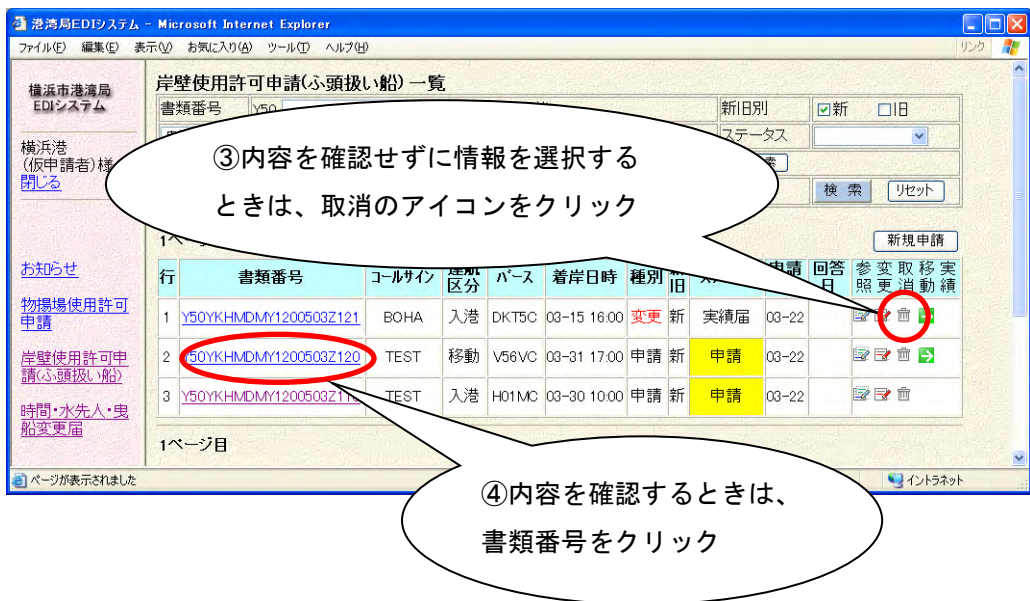 港湾局EDIシステム - Microsoft Internet Explorer
ファイル(F) 編集(E) 表示(V) お気に入り(A) ツール(T) ヘルプ(H)
リンク
横浜市港湾局
EDIシステム
横浜港
(仮申請者)様
閉じる
お知らせ
物揚場使用許可
申請
岸壁使用許可申
請(ふ頭扱い船)
時間・水先人・曳
船変更届
岸壁使用許可申請(ふ頭扱い船)一覧
書類番号 Y50 新旧別 ☑新 □旧
ステータス
検 索 リセット
③内容を確認せずに情報を選択する
ときは、取消のアイコンをクリック
新規申請
行 書類番号 コールサイン 区分 バース 着岸日時 種別 旧 申請 回答日 参照 変更 取消 移動 実績
1 Y50YKHMDMY1200503Z121 BOHA 入港 DKT5C 03-15 16:00 変更 新 実績届 03-22
2 Y50YKHMDMY1200503Z120 TEST 移動 V56VC 03-31 17:00 申請 新 申請 03-22
3 Y50YKHMDMY1200503Z11 TEST 入港 H01MC 03-30 10:00 申請 新 申請 03-22
1ページ目
④内容を確認するときは、
書類番号をクリック
ページが表示されました
イントラネット